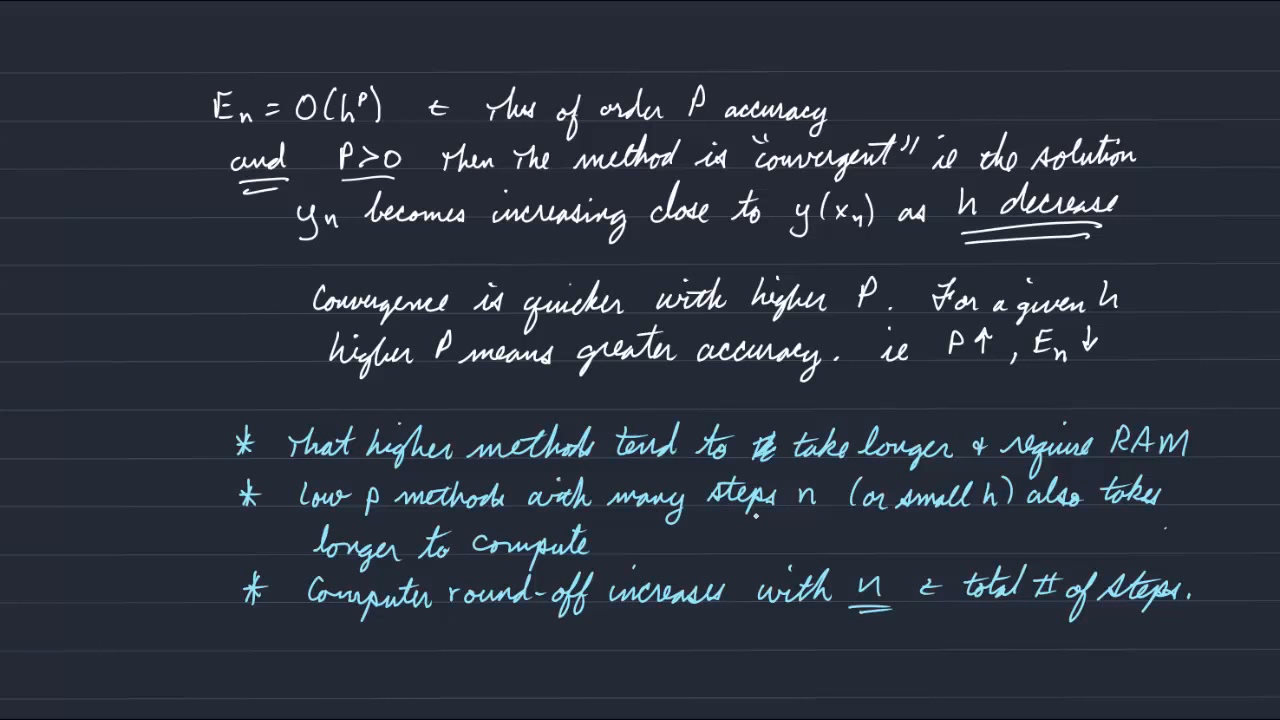 En = O(h^p) ← This of order P accuracy
and P>0 Then The method is "convergent" ie the solution
yn becomes increasing close to y(xn) as h decrease
Convergence is quicker with higher P. For a given h
higher P means greater accuracy. ie P↑, En↓
* That higher methods tend to take longer & require RAM
* Low p methods with many steps n (or small h) also takes
longer to compute
* Computer round-off increases with n ← total # of steps.